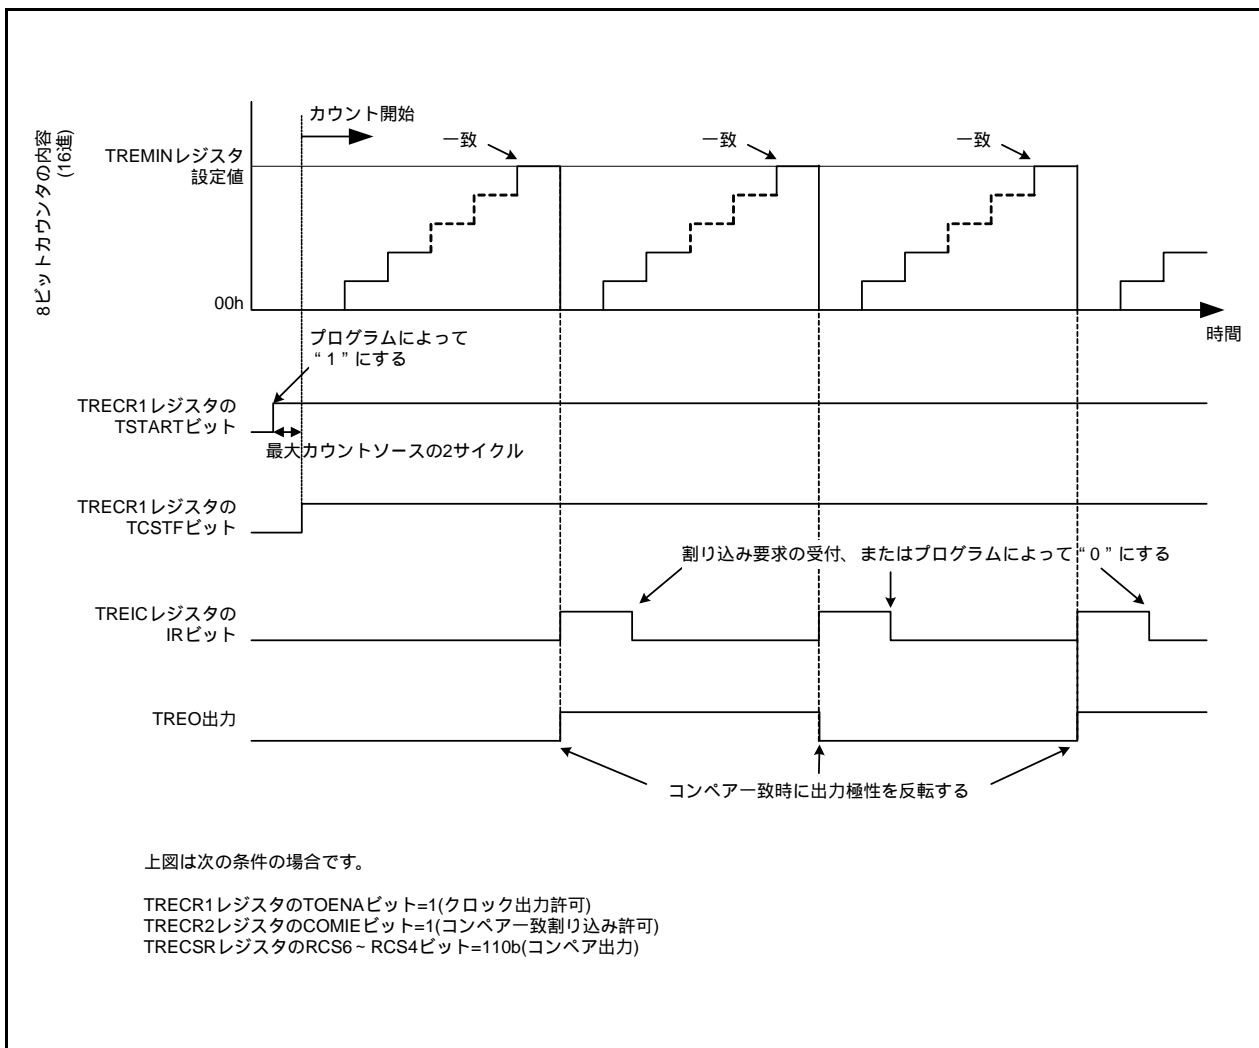 8ビットカウンタの内容
(16進)
カウント開始
TREMINレジスタ
設定値
一致
一致
一致
00h
時間
プログラムによって
“ 1 ” にする
TRECR1レジスタの
TSTARTビット
最大カウントソースの2サイクル
TRECR1レジスタの
TCSTFビット
割り込み要求の受付、またはプログラムによって “ 0 ” にする
TREICレジスタの
IRビット
TREO出力
コンペア一致時に出力極性を反転する
上図は次の条件の場合です。
TRECR1レジスタのTOENAビット=1(クロック出力許可)
TRECR2レジスタのCOMIEビット=1(コンペア一致割り込み許可)
TRECSRレジスタのRCS6 ~ RCS4ビット=110b(コンペア出力)